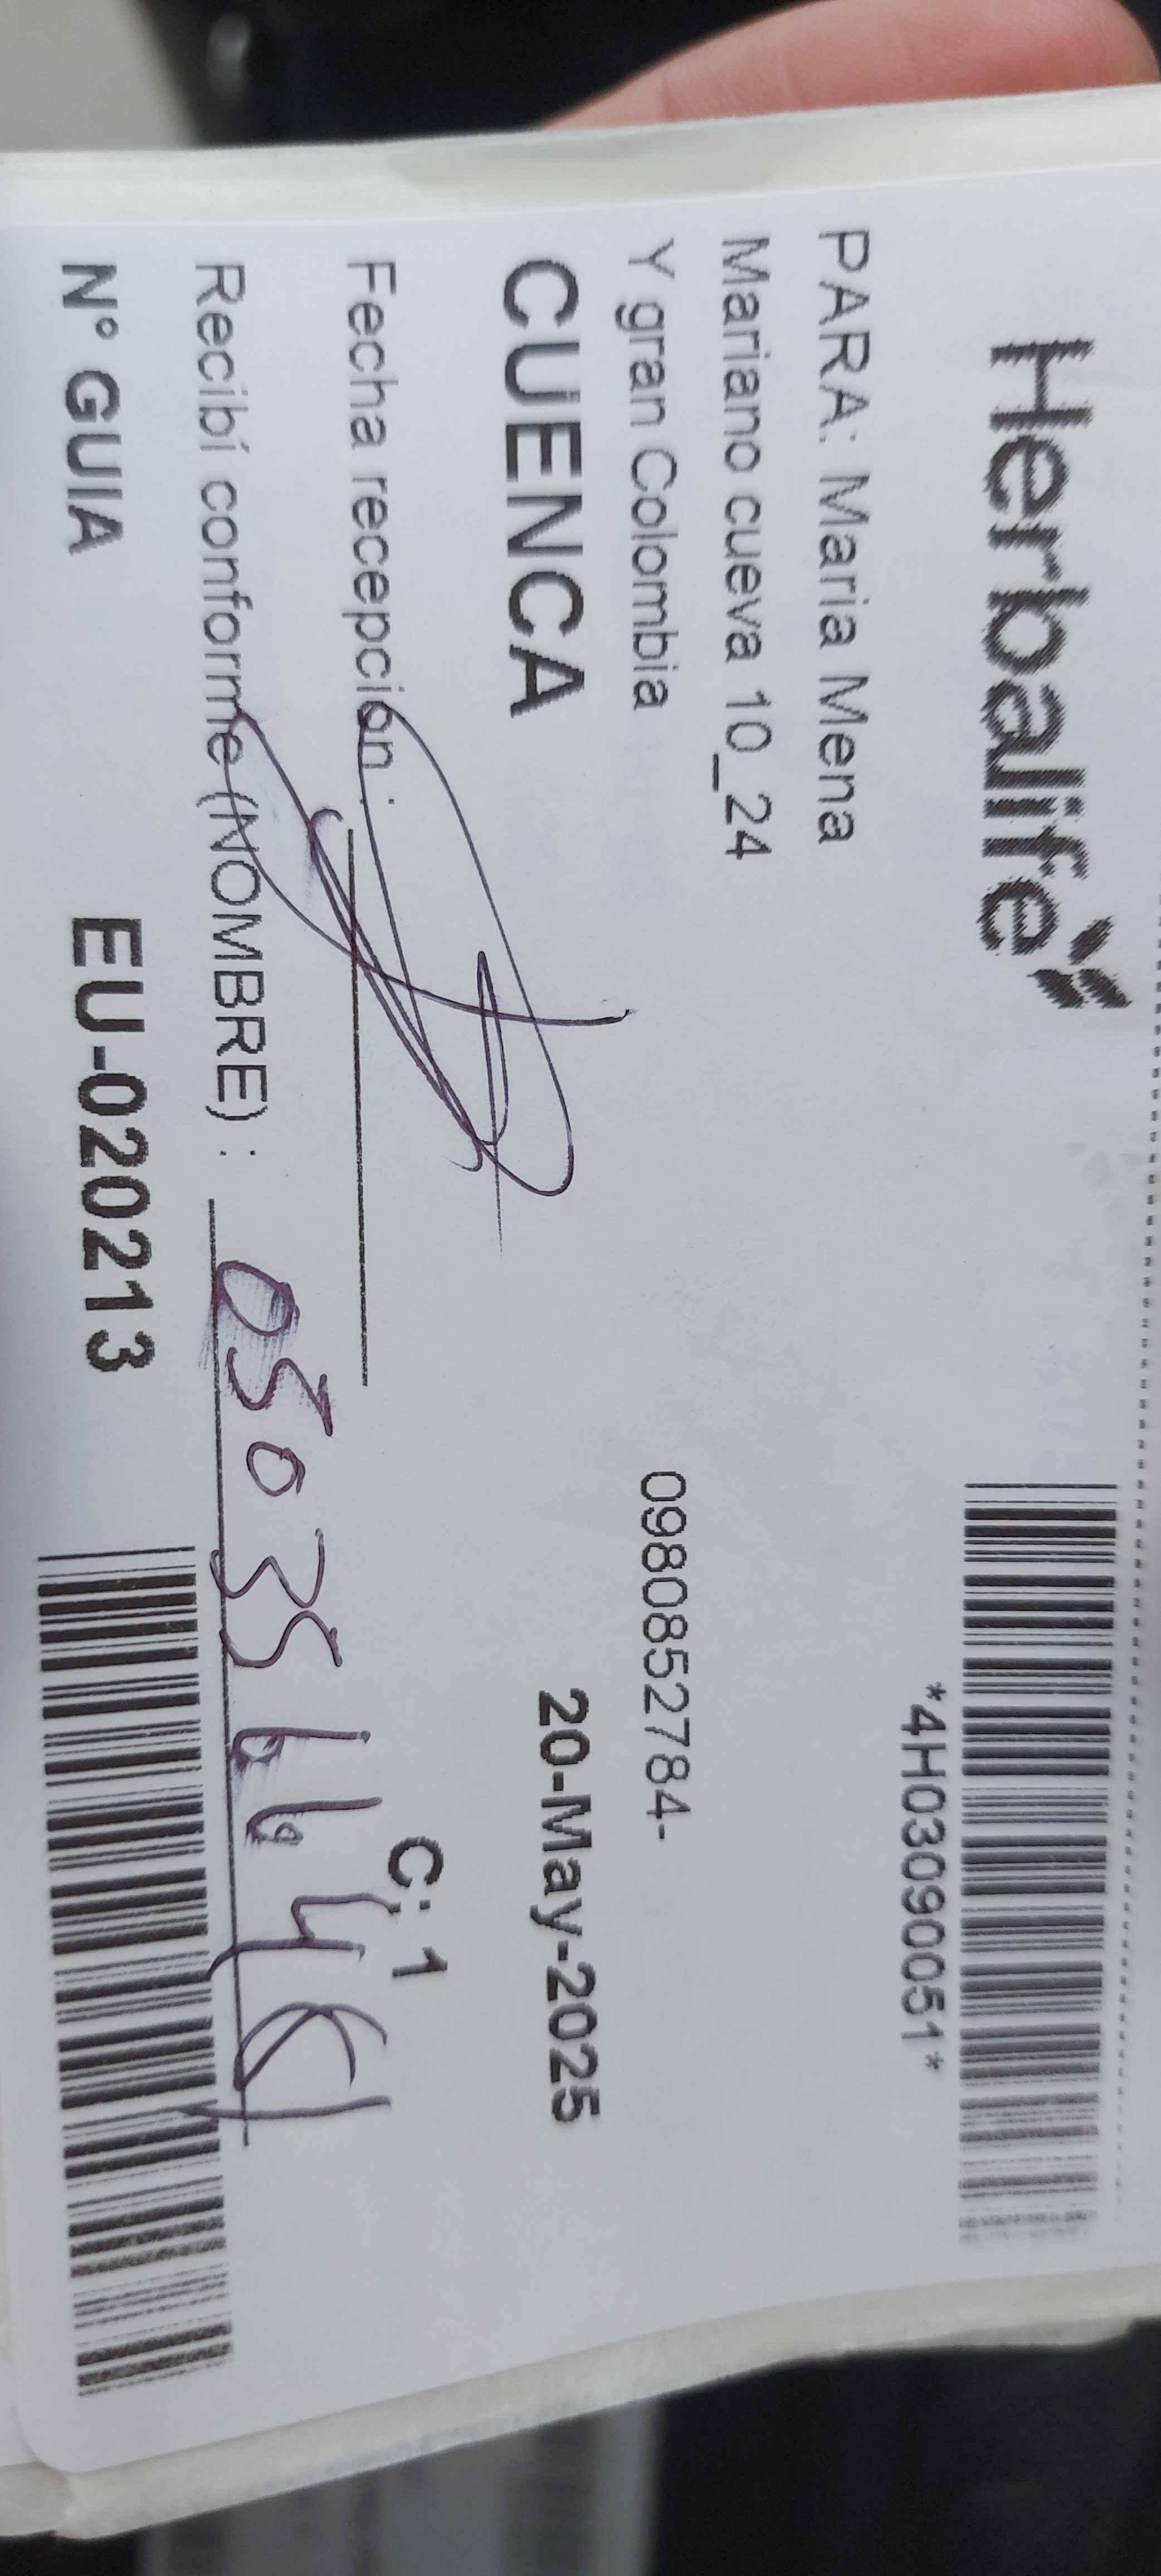 Herbalife
*4H03090051*
PARA: Maria Mena
Mariano cueva 10_24
Y gran Colombia
0980852784-
CUENCA
20-May-2025
Fecha recepción :
C; 1
Recibí conforme (NOMBRE) :
N° GUIA
EU-020213